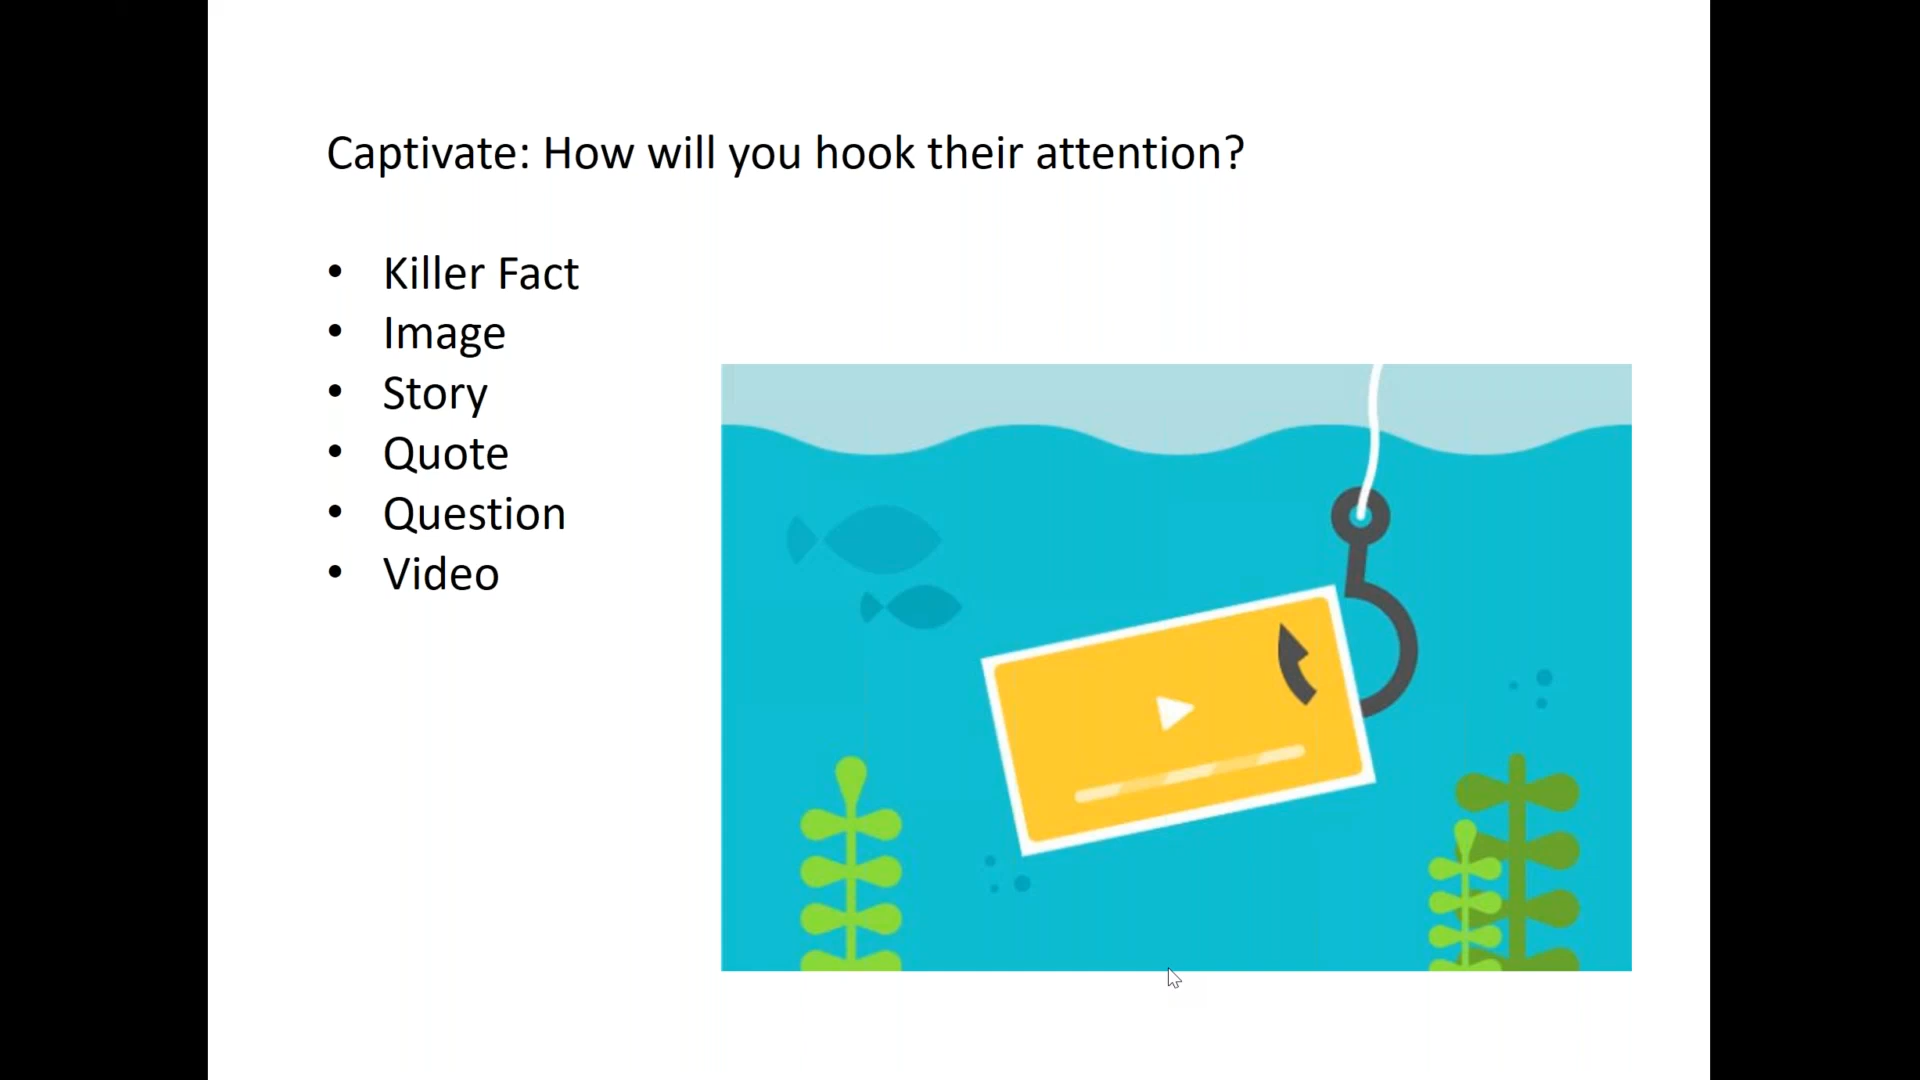 Captivate: How will you hook their attention?
• Killer Fact
• Image
• Story
• Quote
• Question
• Video